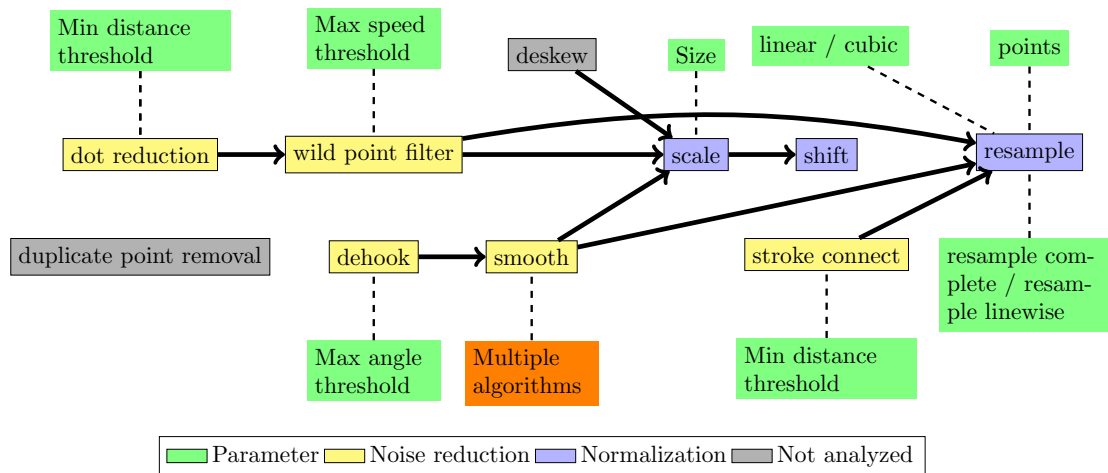 Min distance
threshold
Max speed
threshold
deskew
Size
linear / cubic
points
dot reduction
wild point filter
scale
shift
resample
duplicate point removal
dehook
smooth
stroke connect
resample com-
plete / resam-
ple linewise
Max angle
threshold
Multiple
algorithms
Min distance
threshold
Parameter Noise reduction Normalization Not analyzed